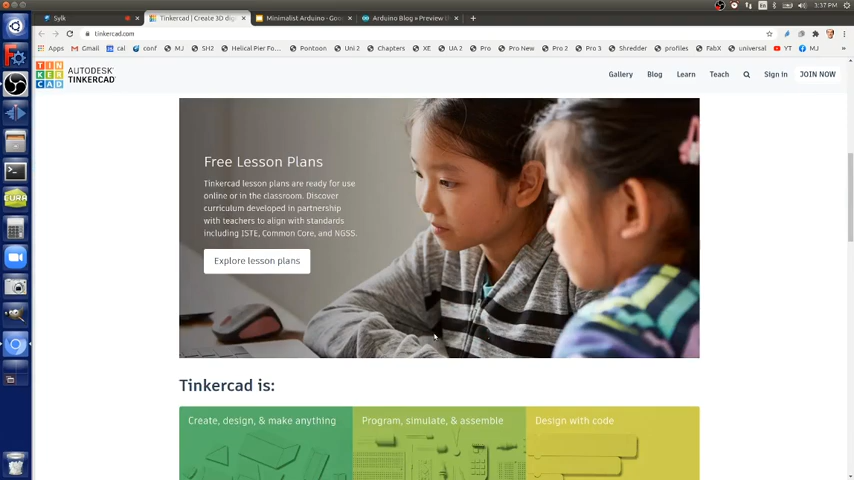 3:37 PM
Sylk
Tinkercad | Create 3D dig
Minimalist Arduino - Goo
Arduino Blog » Preview
tinkercad.com
Apps
Gmail
cal
conf
MJ
SH2
Helical Pier Fo...
Pontoon
Uni 2
Chapters
XE
UA 2
Pro
Pro New
Pro 2
Pro 3
Shredder
profiles
FabX
universal
YT
MJ
TIN
KER
CAD
AUTODESK
TINKERCAD
Gallery
Blog
Learn
Teach
Sign in
JOIN NOW
Free Lesson Plans
Tinkercad lesson plans are ready for use
online or in the classroom. Discover
curriculum developed in partnership
with teachers to align with standards
including ISTE, Common Core, and NGSS.
Explore lesson plans
Tinkercad is:
Create, design, & make anything
Program, simulate, & assemble
Design with code
CURA